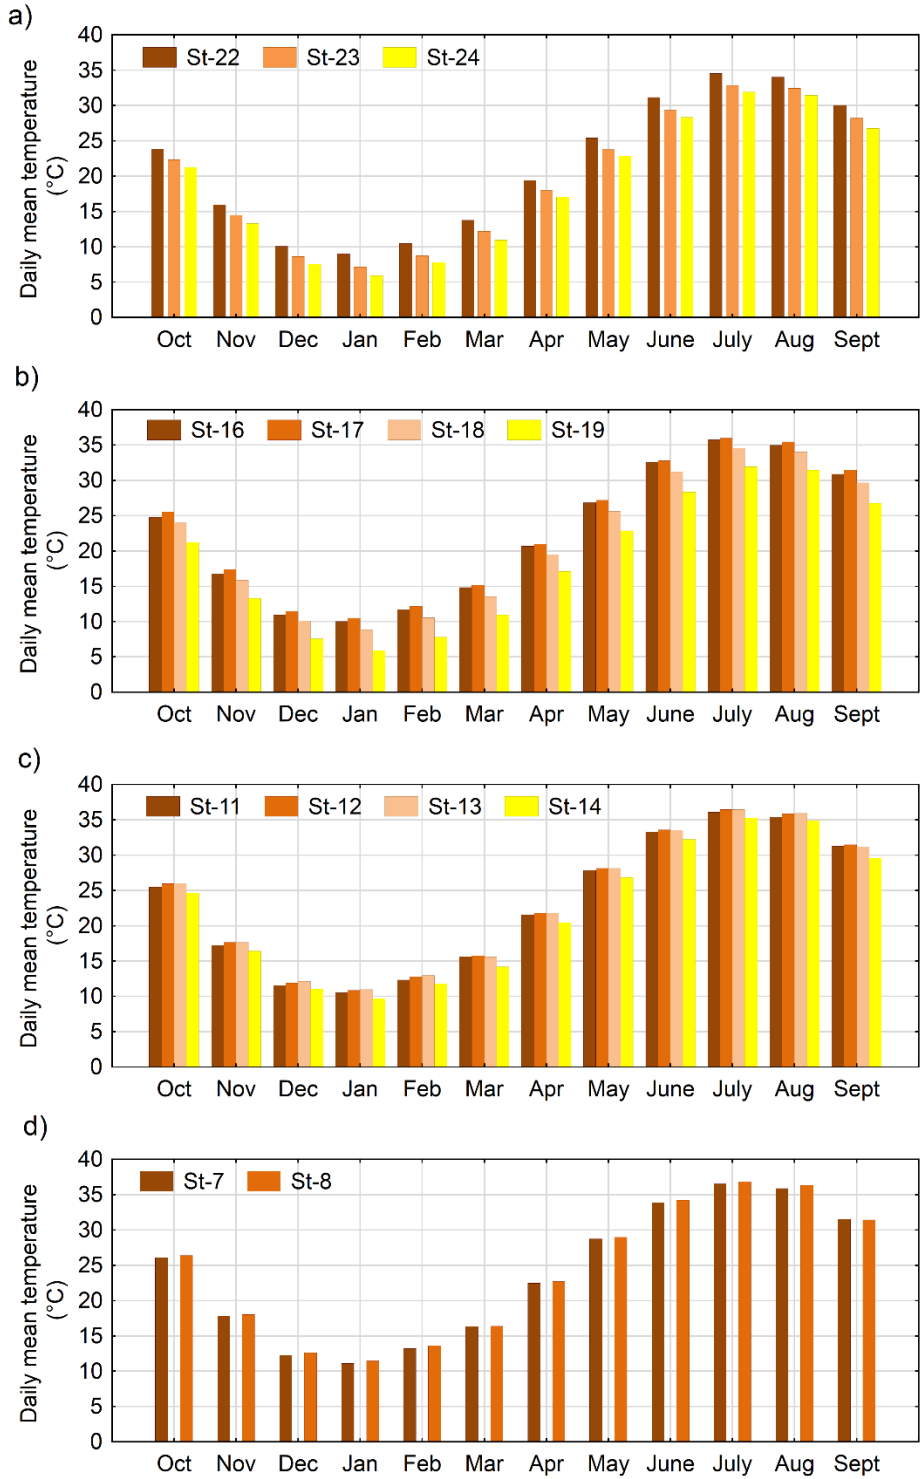 a)
40
35
30
25
20
15
10
5
0
Daily mean temperature
(°C)
St-22 St-23 St-24
Oct Nov Dec Jan Feb Mar Apr May June July Aug Sept
b)
40
35
30
25
20
15
10
5
0
Daily mean temperature
(°C)
St-16 St-17 St-18 St-19
Oct Nov Dec Jan Feb Mar Apr May June July Aug Sept
c)
40
35
30
25
20
15
10
5
0
Daily mean temperature
(°C)
St-11 St-12 St-13 St-14
Oct Nov Dec Jan Feb Mar Apr May June July Aug Sept
d)
40
35
30
25
20
15
10
5
0
Daily mean temperature
(°C)
St-7 St-8
Oct Nov Dec Jan Feb Mar Apr May June July Aug Sept